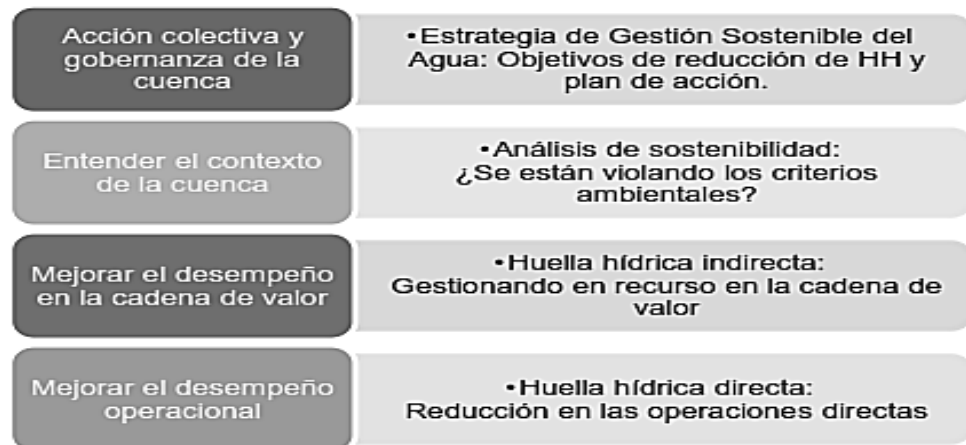 Acción colectiva y
gobernanza de la
cuenca
•Estrategia de Gestión Sostenible del
Agua: Objetivos de reducción de HH y
plan de acción.
Entender el contexto
de la cuenca
•Análisis de sostenibilidad:
¿Se están violando los criterios
ambientales?
Mejorar el desempeño
en la cadena de valor
•Huella hídrica indirecta:
Gestionando en recurso en la cadena de
valor
Mejorar el desempeño
operacional
•Huella hídrica directa:
Reducción en las operaciones directas